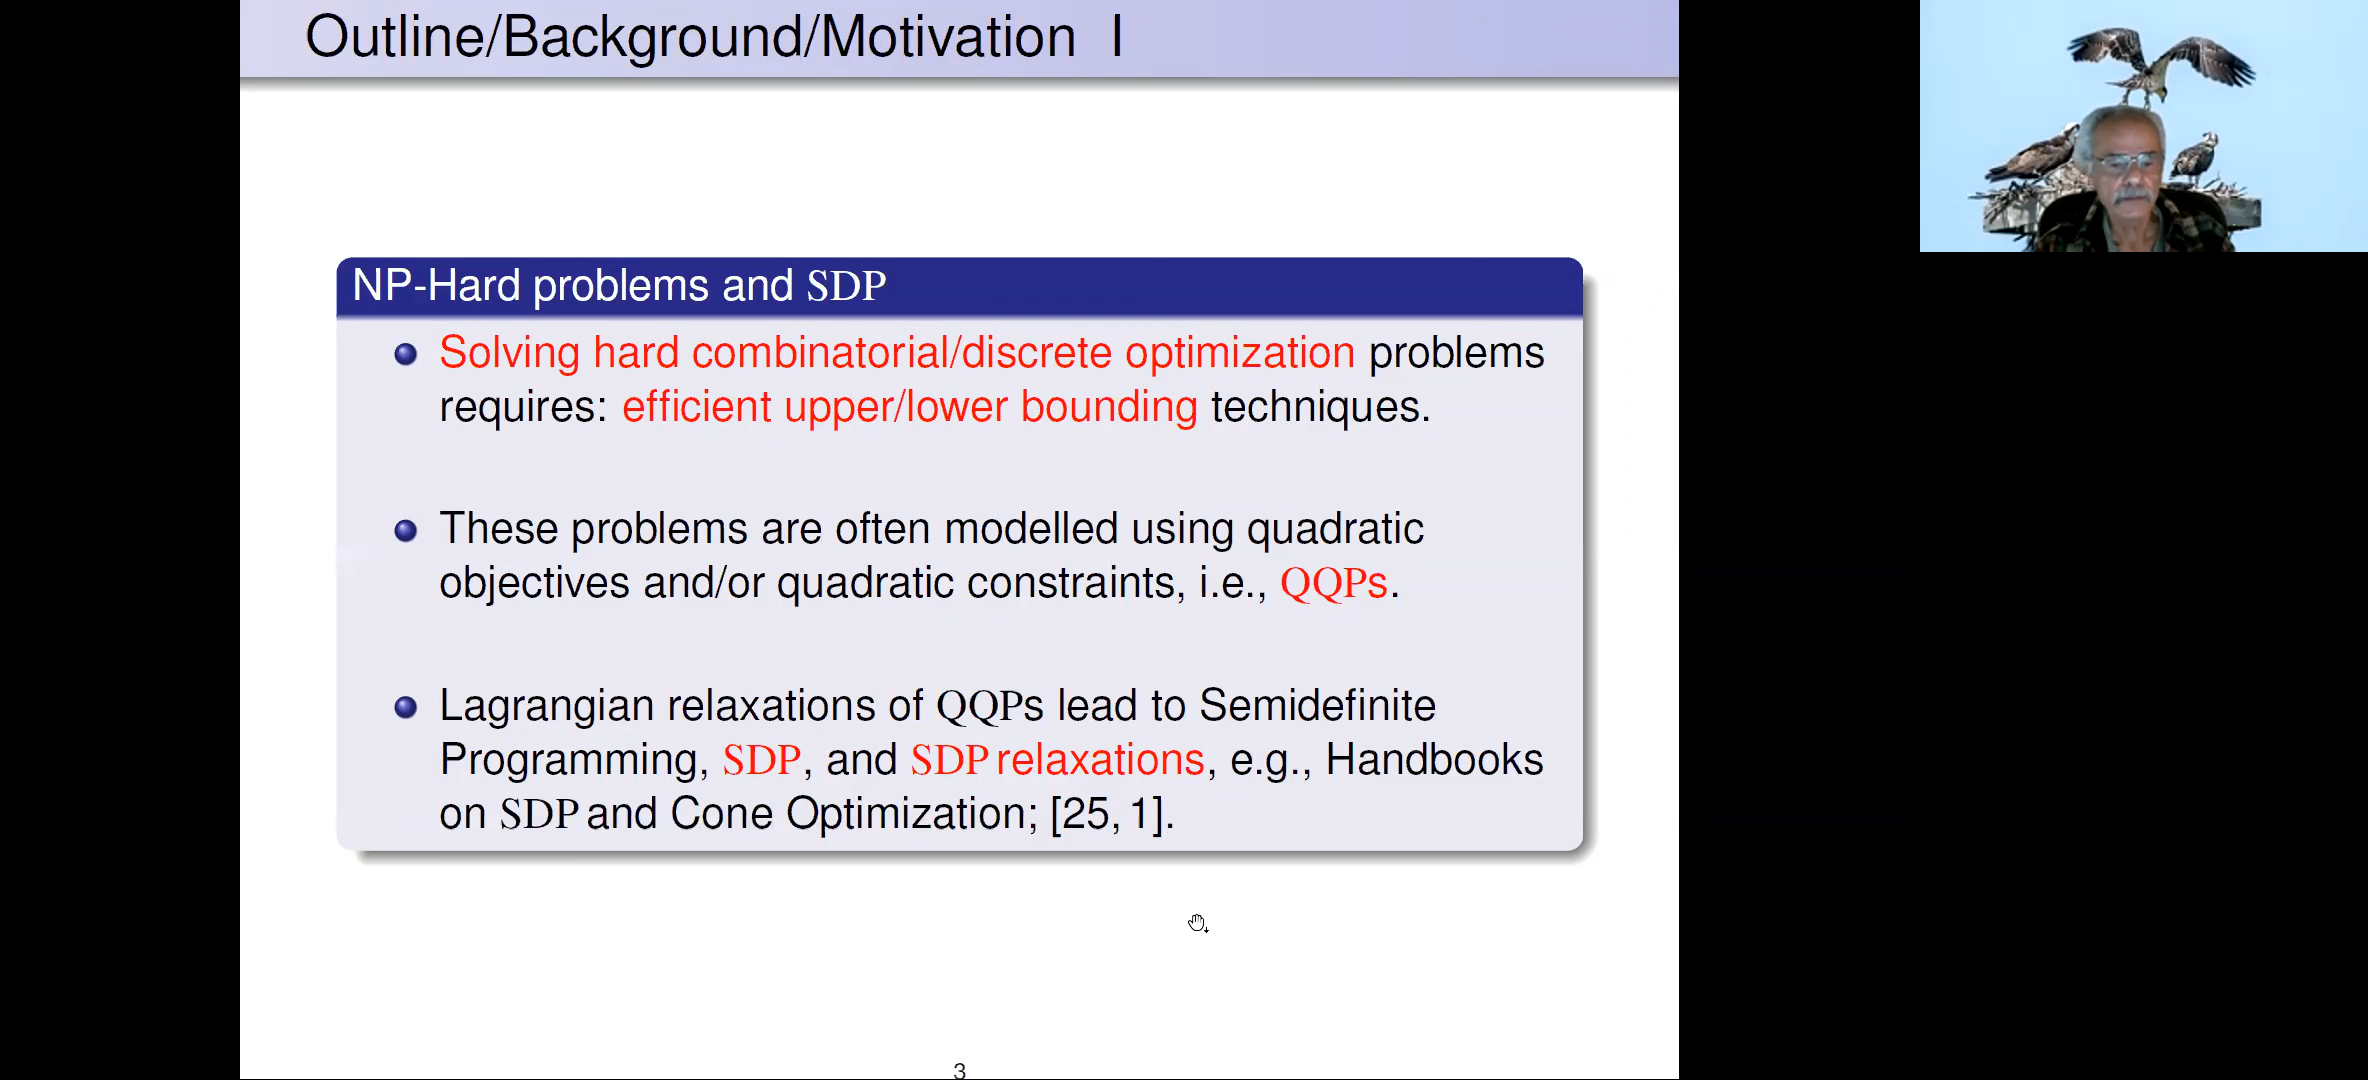 Outline/Background/Motivation I
NP-Hard problems and SDP
Solving hard combinatorial/discrete optimization problems
requires: efficient upper/lower bounding techniques.
These problems are often modelled using quadratic
objectives and/or quadratic constraints, i.e., QQPs.
Lagrangian relaxations of QQPs lead to Semidefinite
Programming, SDP, and SDP relaxations, e.g., Handbooks
on SDP and Cone Optimization; [25, 1].
3